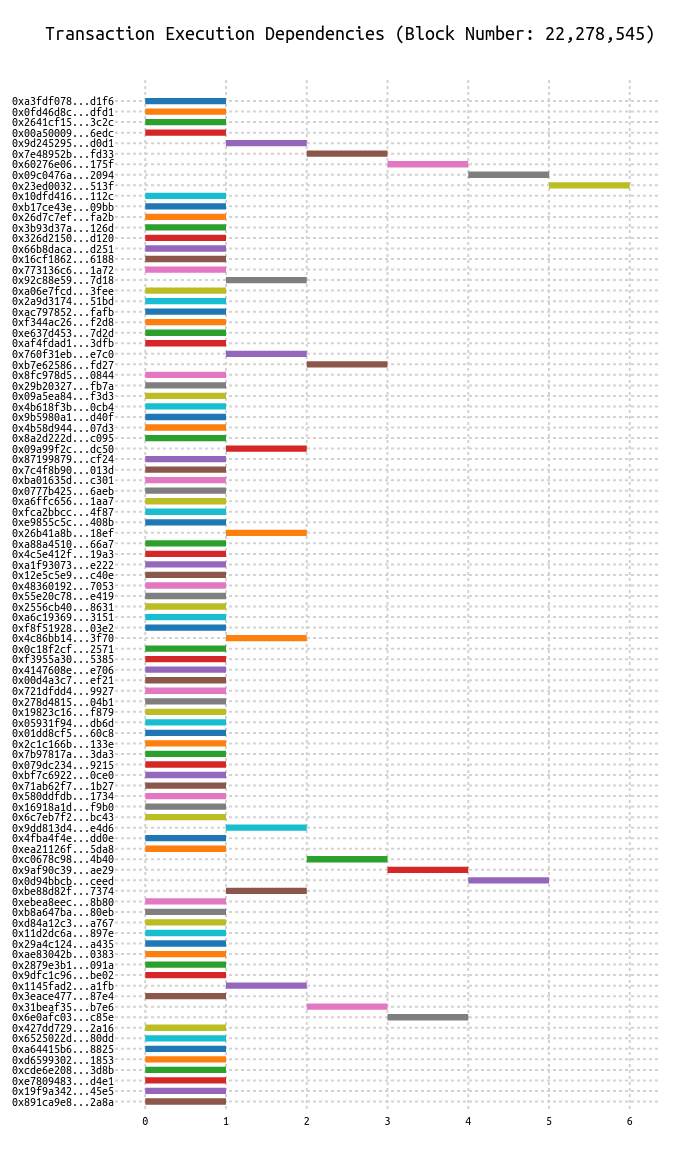 Transaction Execution Dependencies (Block Number: 22,278,545)
0xa3fdf078...d1f6
0x0fd46d8c...dfd1
0x2641cf15...3c2c
0x00a50009...6edc
0x9d245295...d0d1
0x7e48952b...fd33
0x60276e06...175f
0x09c0476a...2094
0x23ed0032...513f
0x10dfd416...112c
0xb17ce43e...09bb
0x26d7c7ef...fa2b
0x3b93d37a...126d
0x326d2150...d120
0x66b8daca...d251
0x16cf1862...6188
0x773136c6...1a72
0x92c88e59...7d18
0xa06e7fcd...3fee
0x2a9d3174...51bd
0xac797852...fafb
0xf344ac26...f2d8
0xe637d453...7d2d
0xaf4fdad1...3dfb
0x760f31eb...e7c0
0xb7e62586...fd27
0x8fc978d5...0844
0x29b20327...fb7a
0x09a5ea84...f3d3
0x4b618f3b...0cb4
0x9b5980a1...d40f
0x4b58d944...07d3
0x8a2d222d...c095
0x09a99f2c...dc50
0x87199879...cf24
0x7c4f8b90...013d
0xba01635d...c301
0x0777b425...6aeb
0xa6ffc656...1aa7
0xfca2bbcc...4f87
0xe9855c5c...408b
0x26b41a8b...18ef
0xa88a4510...66a7
0x4c5e412f...19a3
0xa1f93073...e222
0x12e5c5e9...c40e
0x48360192...7053
0x55e20c78...e419
0x2556cb40...8631
0xa6c19369...3151
0xf8f51928...03e2
0x4c86bb14...3f70
0x0c18f2cf...2571
0xf3955a30...5385
0x4147608e...e706
0x00d4a3c7...ef21
0x721dfdd4...9927
0x278d4815...04b1
0x19823c16...f879
0x05931f94...db6d
0x01dd8cf5...60c8
0x2c1c166b...133e
0x7b97817a...3da3
0x079dc234...9215
0xbf7c6922...0ce0
0x71ab62f7...1b27
0x580ddfdb...1734
0x16918a1d...f9b0
0x6c7eb7f2...bc43
0x9dd813d4...e4d6
0x4fba4f4e...dd0e
0xea21126f...5da8
0xc0678c98...4b40
0x9af90c39...ae29
0x0d94bbcb...ceed
0xbe88d82f...7374
0xebea8eec...8b80
0xb8a647ba...80eb
0xd84a12c3...a767
0x11d2dc6a...897e
0x29a4c124...a435
0xae83042b...0383
0x2879e3b1...091a
0x9dfc1c96...be02
0x1145fad2...a1fb
0x3eace477...87e4
0x31beaf35...b7e6
0x6e0afc03...c85e
0x427dd729...2a16
0x6525022d...80dd
0xa64415b6...8825
0xd6599302...1853
0xcde6e208...3d8b
0xe7809483...d4e1
0x19f9a342...45e5
0x891ca9e8...2a8a
0 1 2 3 4 5 6